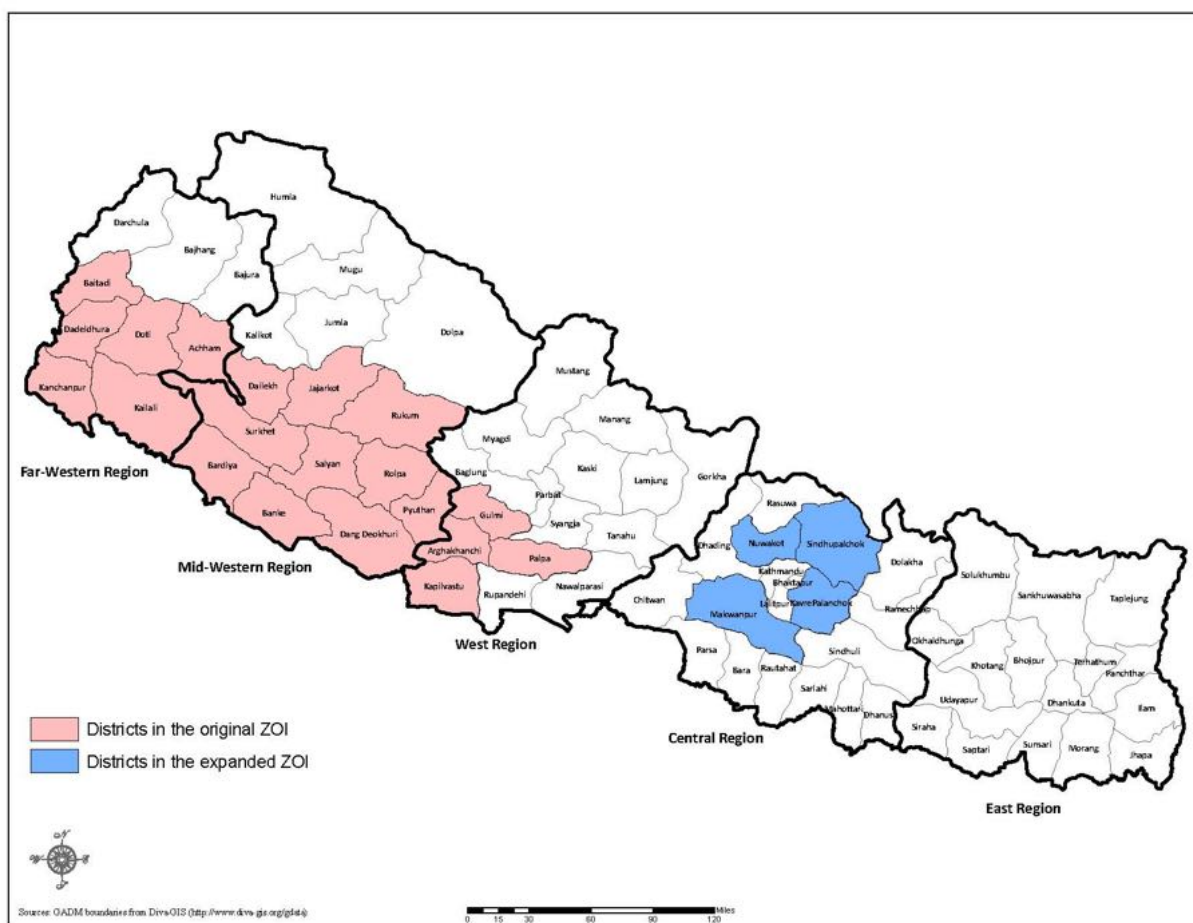 Humla
Darchula
Bajhang
Mugu
Bajura
Baitadi
Jumla
Dolpa
Dadeldhura
Doti
Kalikot
Achham
Mustang
Kanchanpur
Dailekh
Jajarkot
Kailali
Rukum
Manang
Surkhet
Myagdi
Far-Western Region
Bardiya
Salyan
Rolpa
Baglung
Kaski
Lamjung
Gorkha
Parbat
Rasuwa
Banke
Pyuthan
Gulmi
Syangja
Dang Deokhuri
Tanahu
Dhading
Nuwakot
Sindhupalchok
Arghakhanchi
Palpa
Dolakha
Mid-Western Region
Kathmandu
Solukhumbu
Kapilvastu
Rupandehi
Nawalparasi
Bhaktapur
Sankhuwasabha
Taplejung
Chitwan
Lalitpur
KavrePalanchok
Makwanpur
Ramechhap
West Region
Okhaldhunga
Parsa
Sindhuli
Khotang
Bhojpur
Terhathum
Panchthar
Bara
Rautahat
Sarlahi
Udayapur
Dhankuta
Ilam
Mahottari
Dhanus
Siraha
Districts in the original ZOI
Central Region
Saptari
Sunsari
Morang
Jhapa
Districts in the expanded ZOI
East Region
N
W
Sources: GADM boundaries from Diva-GIS (http://www.diva-gis.org/gdata)
Miles
0 15 30 60 90 120